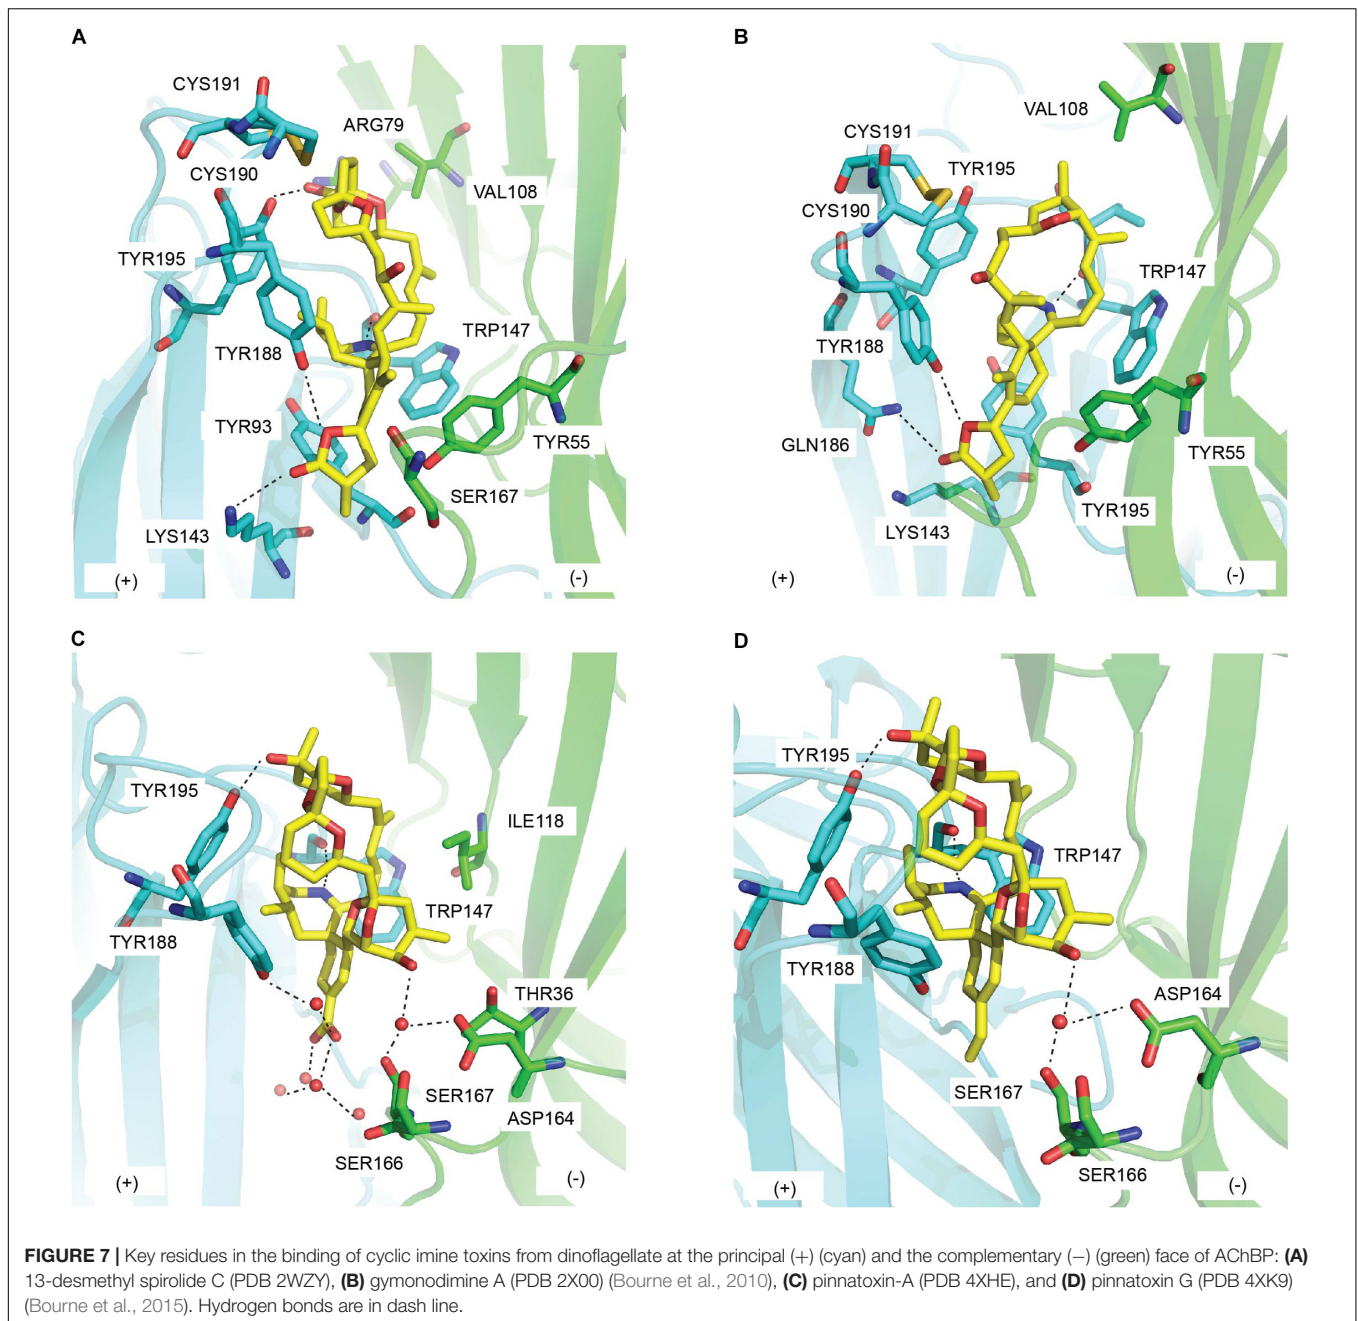 A
CYS191
ARG79
CYS190
VAL108
TYR195
TRP147
TYR188
TYR93
TYR55
SER167
LYS143
(+)
(-)
B
VAL108
CYS191
TYR195
CYS190
TRP147
TYR188
GLN186
TYR55
TYR195
LYS143
(+)
(-)
C
TYR195
ILE118
TRP147
TYR188
THR36
SER167
ASP164
SER166
(+)
(-)
D
TYR195
TRP147
TYR188
ASP164
SER167
SER166
(+)
(-)
FIGURE 7 | Key residues in the binding of cyclic imine toxins from dinoflagellate at the principal (+) (cyan) and the complementary (−) (green) face of AChBP: (A)
13-desmethyl spirolide C (PDB 2WZY), (B) gymonodimine A (PDB 2X00) (Bourne et al., 2010), (C) pinnatoxin-A (PDB 4XHE), and (D) pinnatoxin G (PDB 4XK9)
(Bourne et al., 2015). Hydrogen bonds are in dash line.